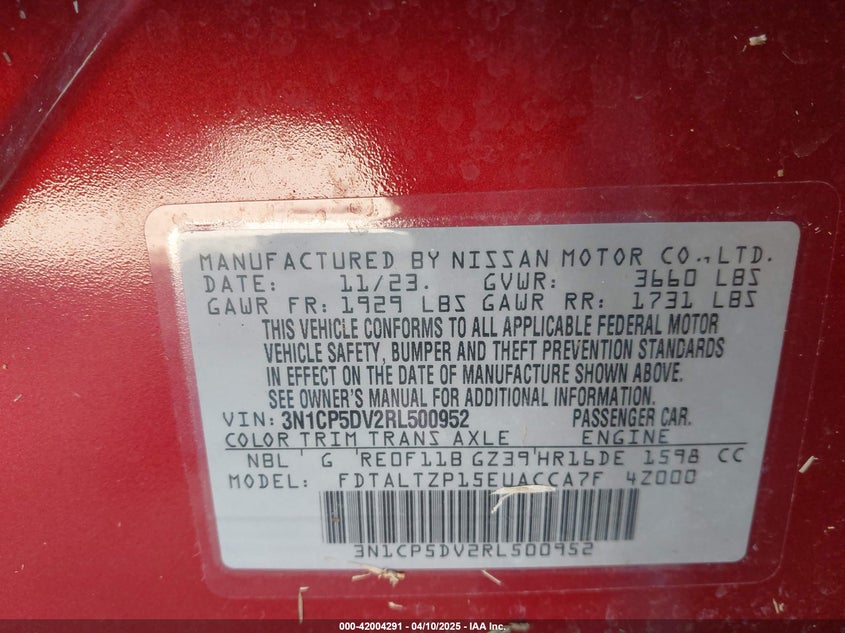 MANUFACTURED BY NISSAN MOTOR CO.,LTD.
DATE: 11/23. GVWR: 3660 LBS
GAWR FR: 1929 LBS GAWR RR: 1731 LBS
THIS VEHICLE CONFORMS TO ALL APPLICABLE FEDERAL MOTOR
VEHICLE SAFETY, BUMPER AND THEFT PREVENTION STANDARDS
IN EFFECT ON THE DATE OF MANUFACTURE SHOWN ABOVE.
SEE OWNER'S MANUAL FOR ADDITIONAL INFORMATION.
VIN: 3N1CP5DV2RL500952 PASSENGER CAR.
COLOR TRIM TRANS AXLE ENGINE
NBL G RE0F11B GZ39 HR16DE 1598 CC
MODEL: FDTALTZP15EUACCA7F 4Z000
3N1CP5DV2RL500952
000-42004291 - 04/10/2025 - IAA Inc.